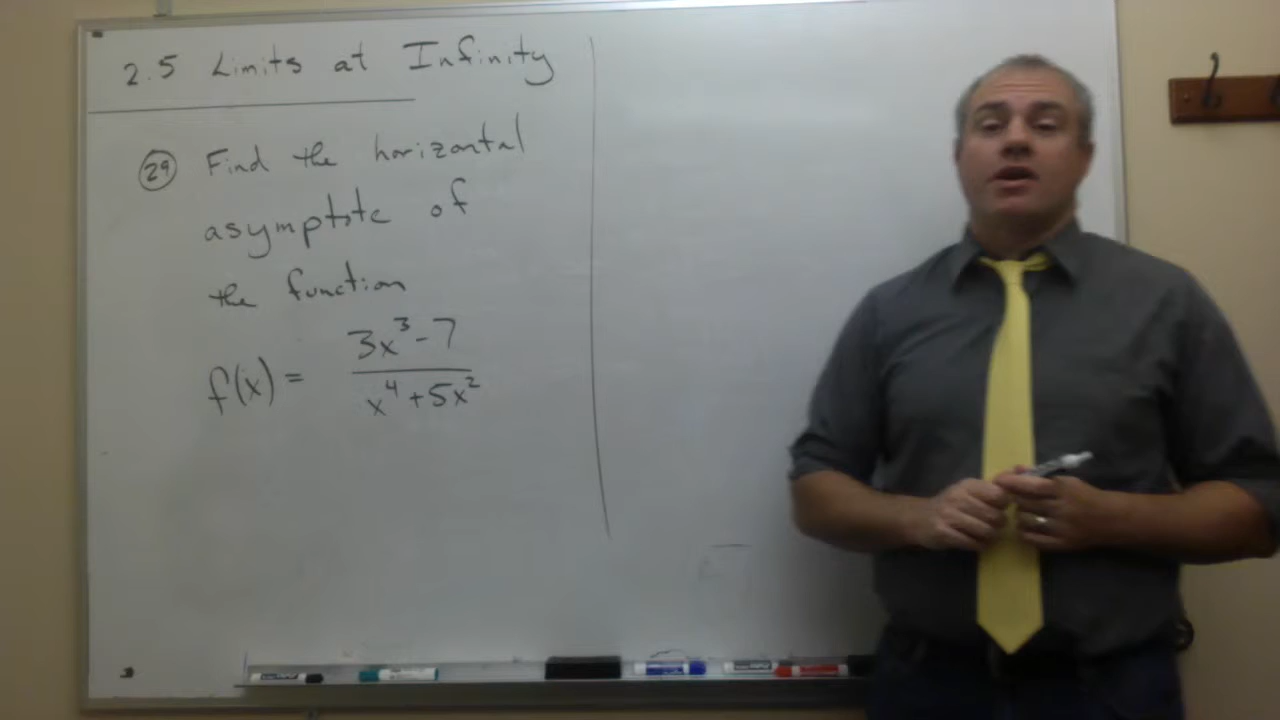 2.5 Limits at Infinity
29 Find the horizontal
asymptote of
the function
f(x) = (3x³ - 7)/(x⁴ + 5x²)